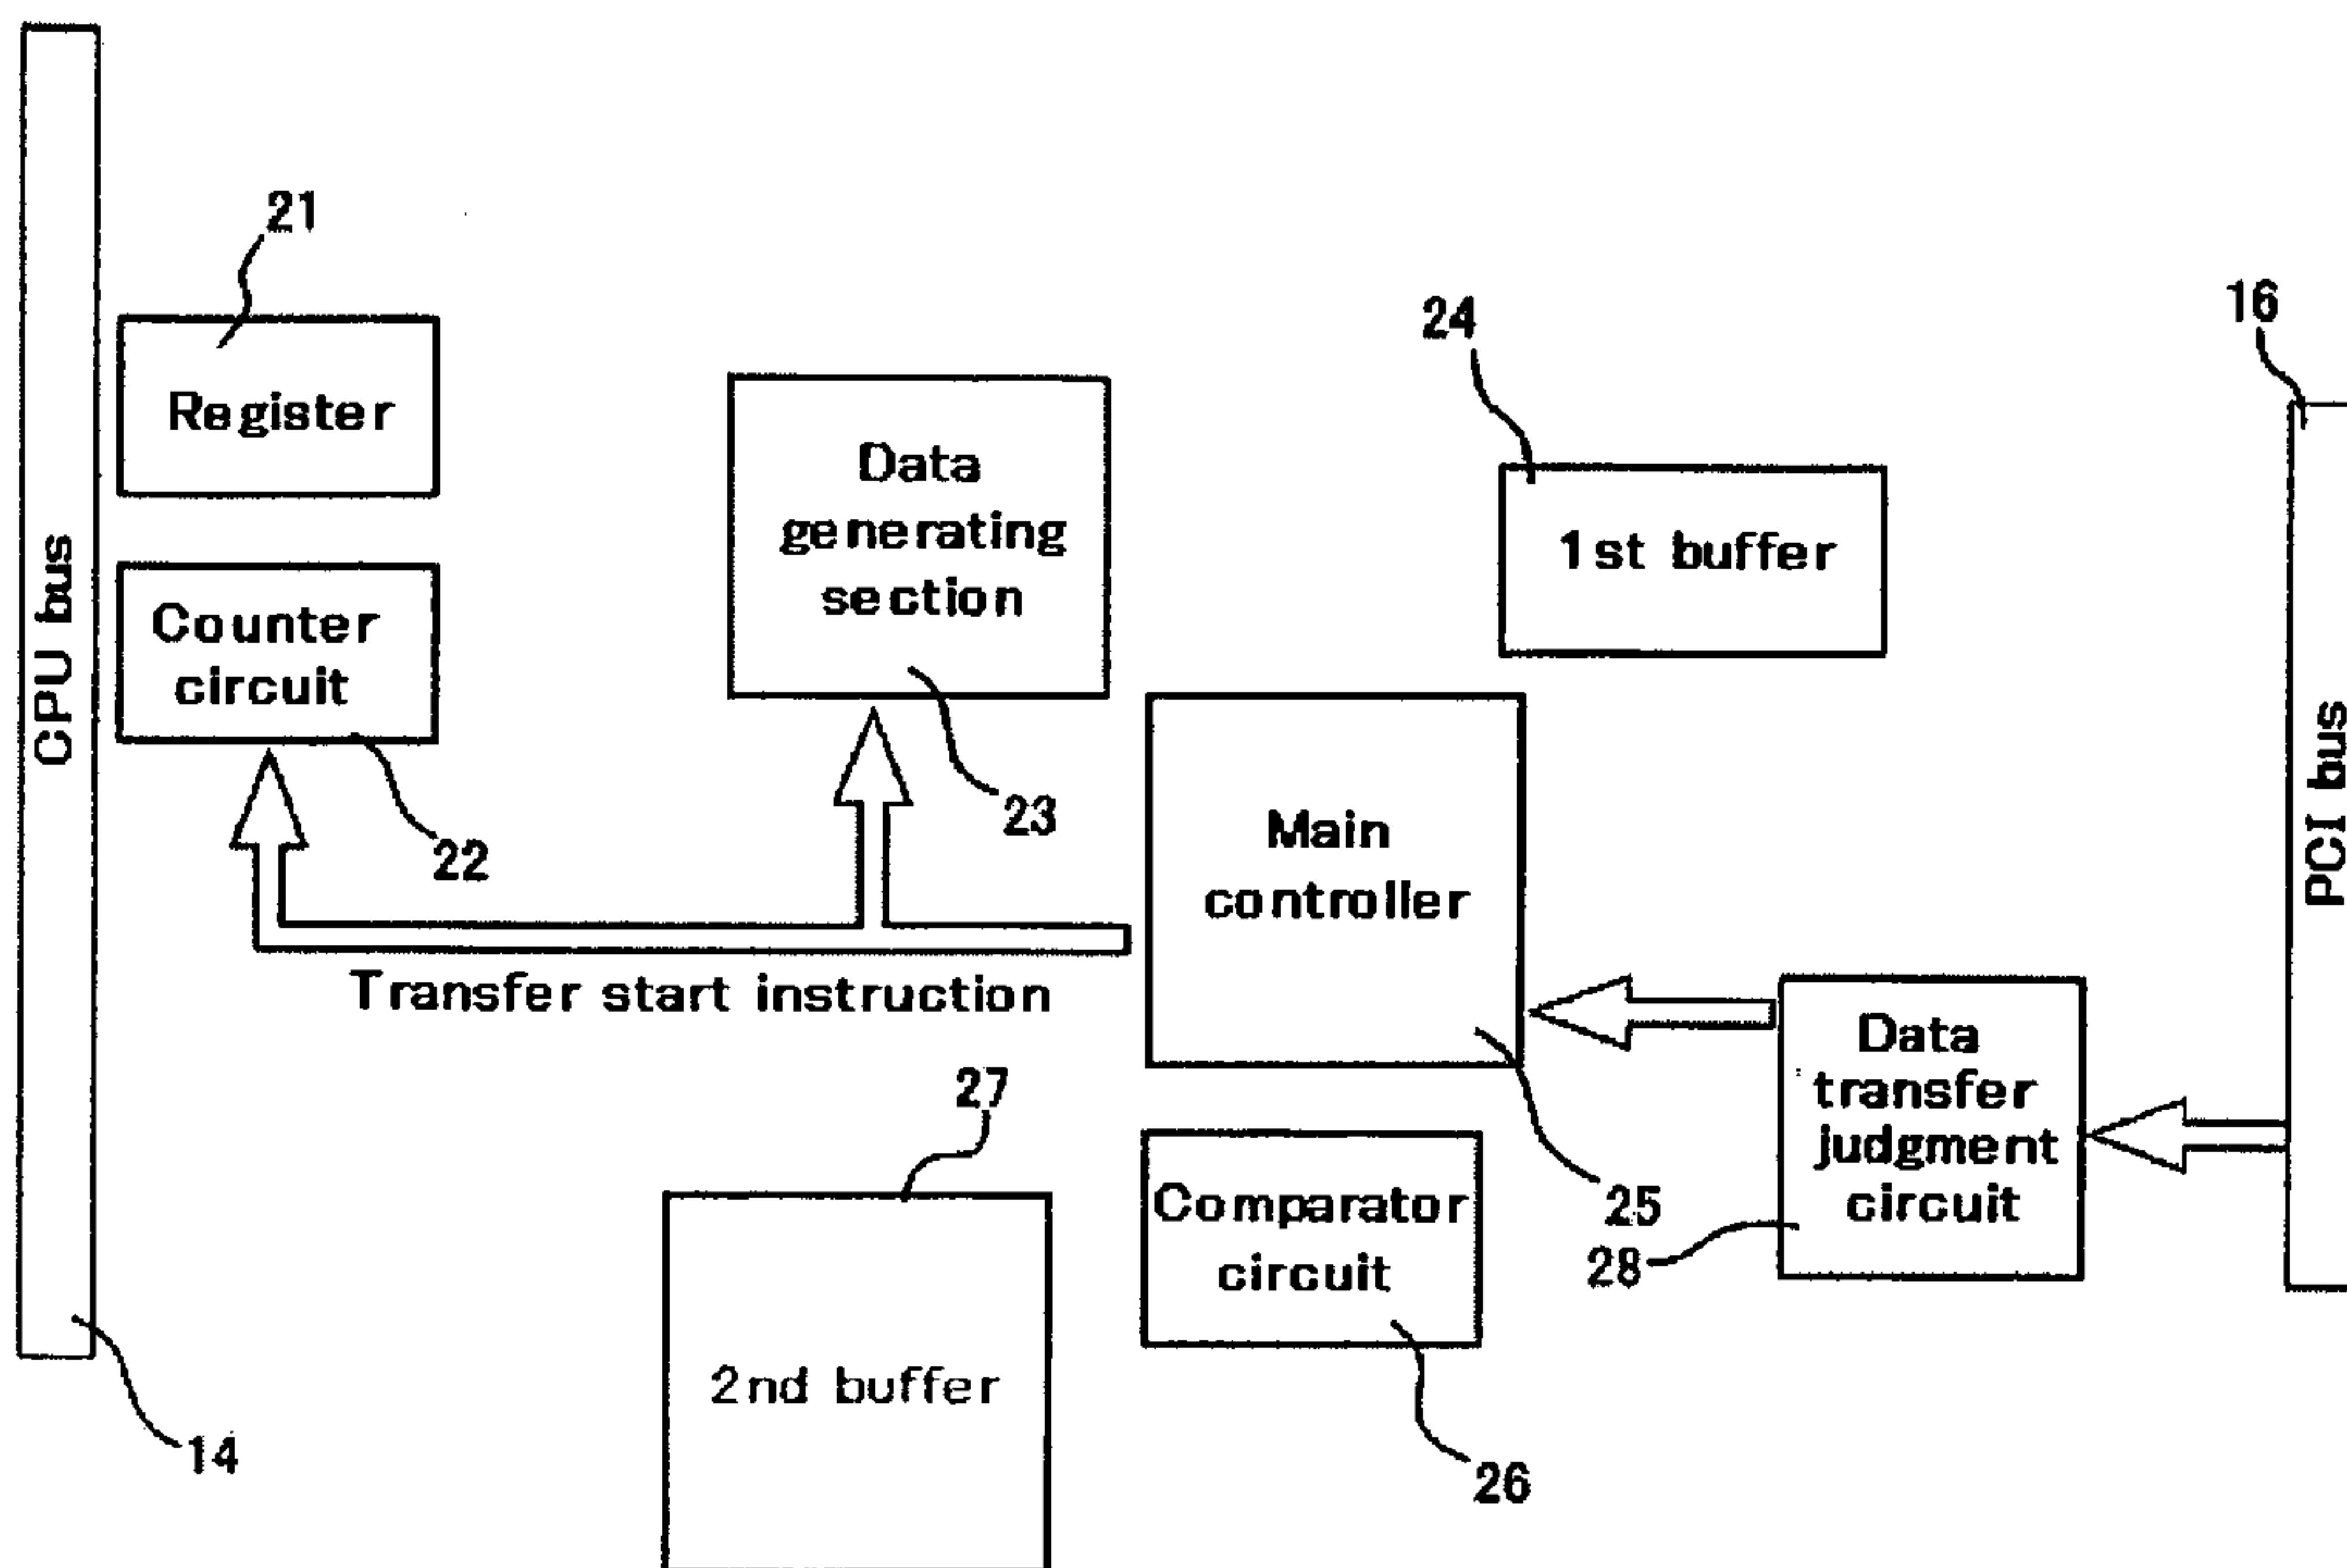 21
24
16
Register
Data
generating
section
1st buffer
CPU bus
Counter
circuit
22
23
Main
controller
PCI bus
Transfer start instruction
Data
transfer
judgment
circuit
27
25
28
Comparator
circuit
2nd buffer
14
26